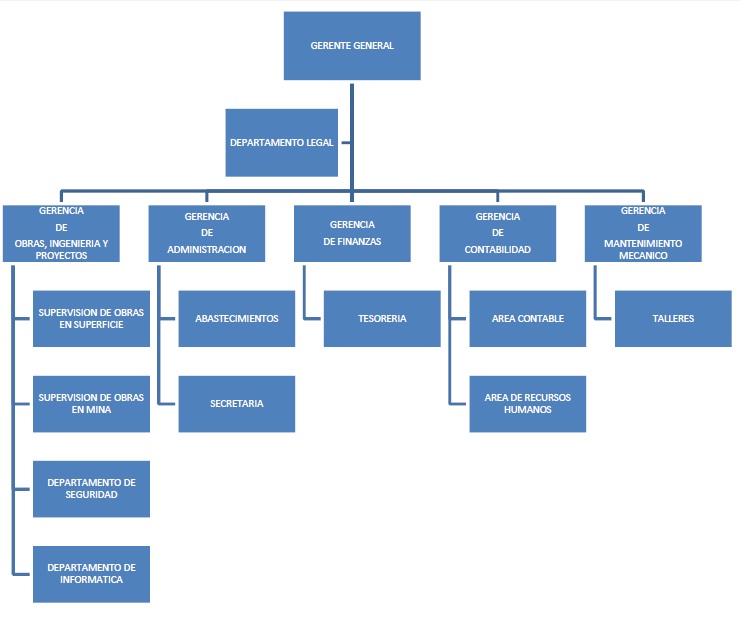 GERENTE GENERAL
DEPARTAMENTO LEGAL
GERENCIA
DE
OBRAS, INGENIERIA Y
PROYECTOS
GERENCIA
DE
ADMINISTRACION
GERENCIA
DE FINANZAS
GERENCIA
DE
CONTABILIDAD
GERENCIA
DE
MANTENIMIENTO
MECANICO
SUPERVISION DE OBRAS
EN SUPERFICIE
ABASTECIMIENTOS
TESORERIA
AREA CONTABLE
TALLERES
SUPERVISION DE OBRAS
EN MINA
SECRETARIA
AREA DE RECURSOS
HUMANOS
DEPARTAMENTO DE
SEGURIDAD
DEPARTAMENTO DE
INFORMATICA